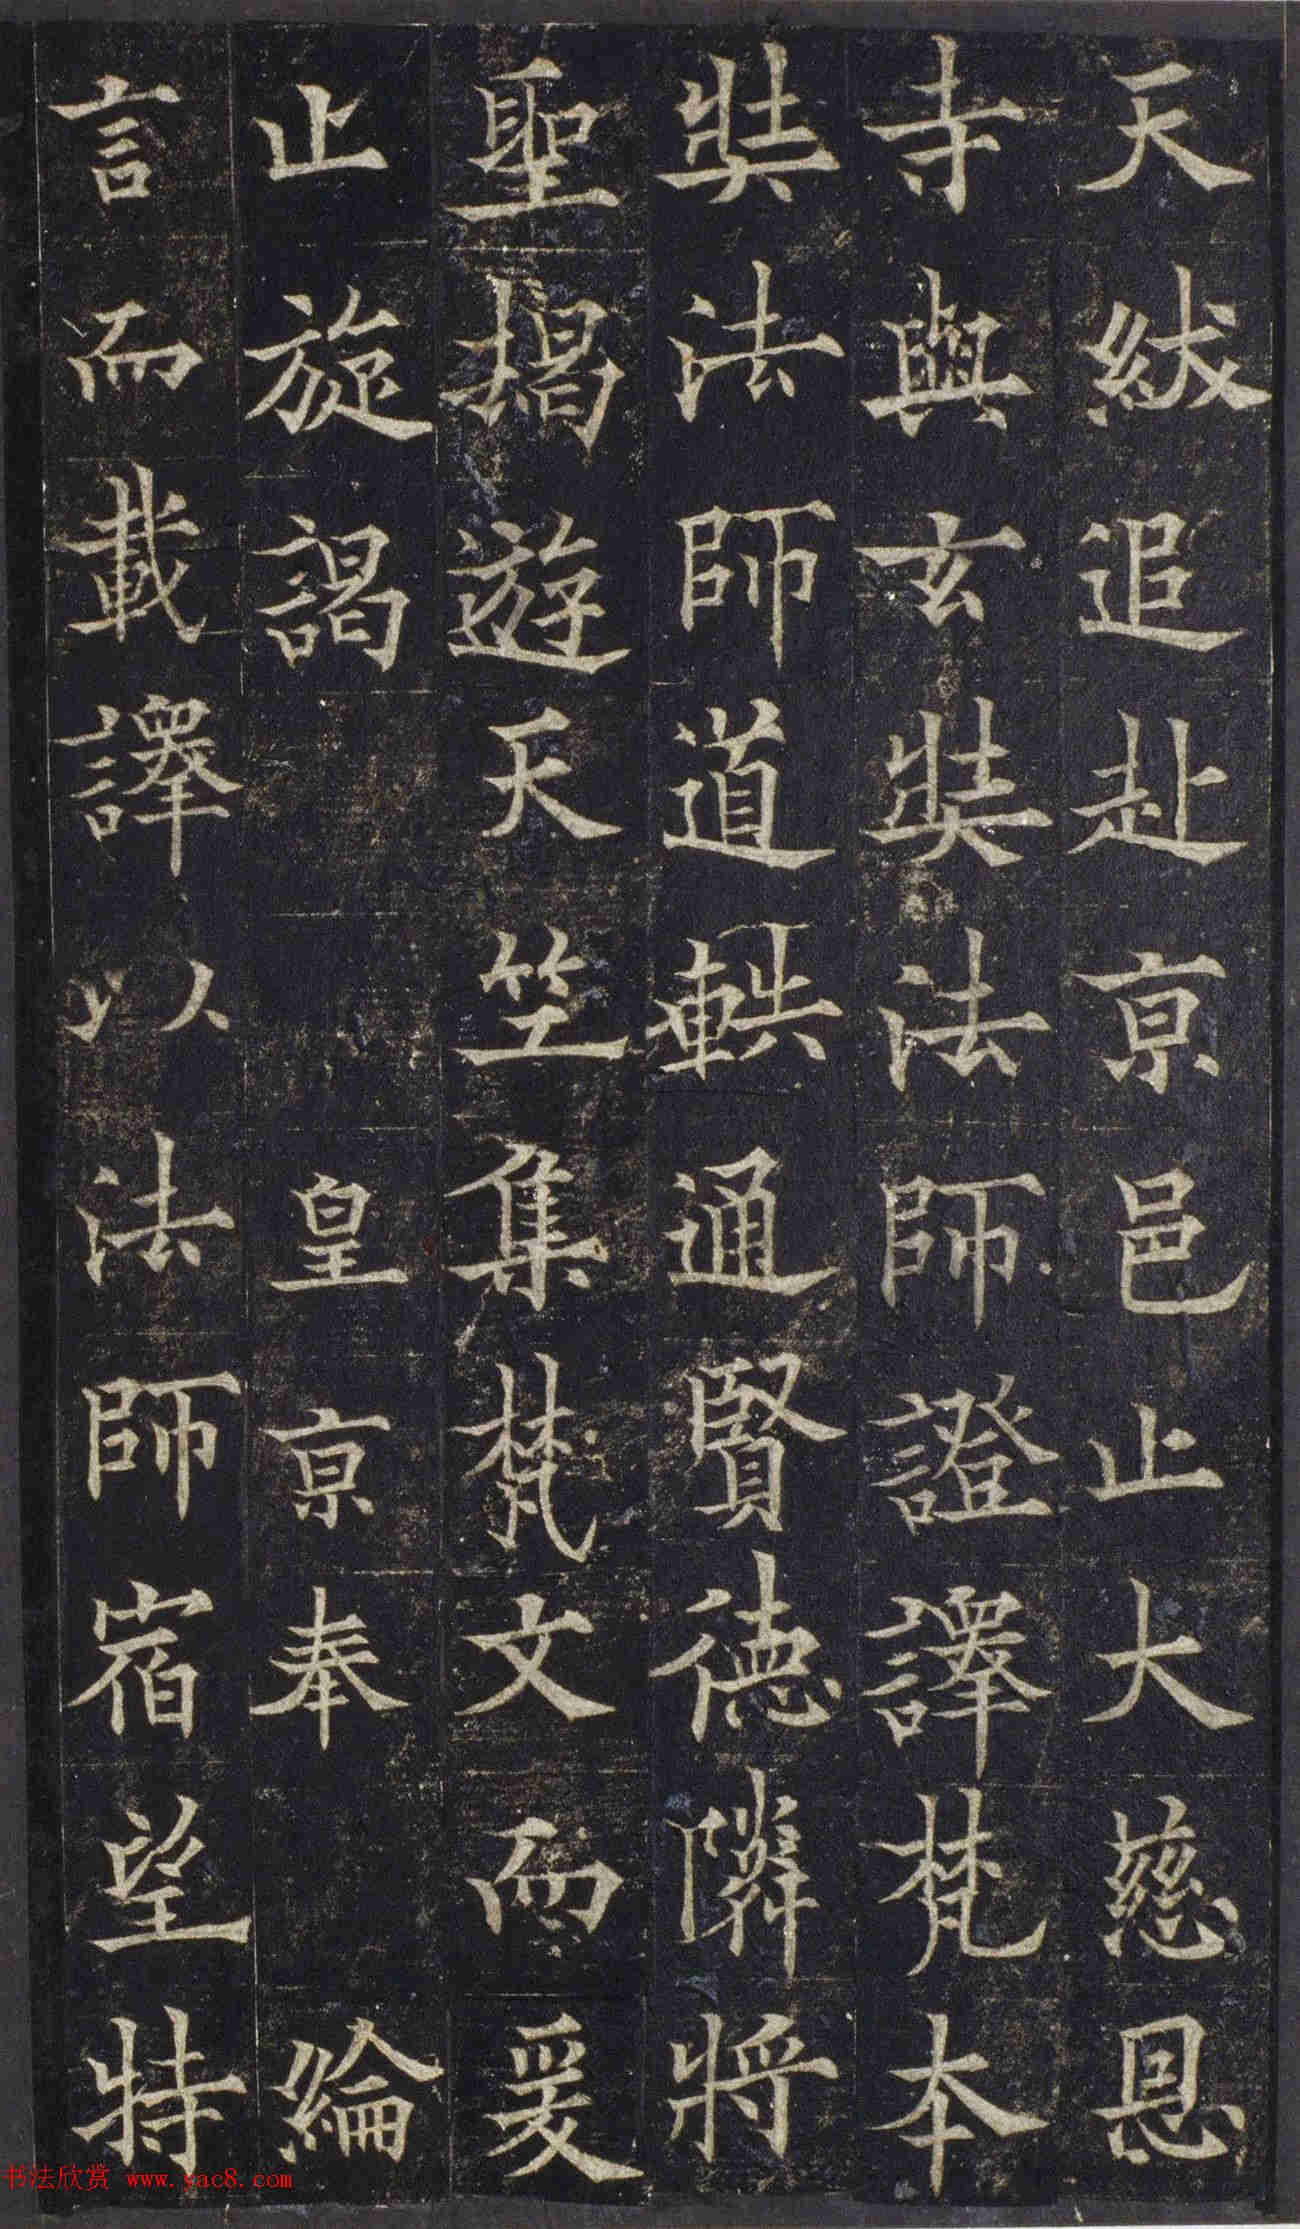 天紱追赴京邑止大慈恩
寺與玄奘法師證譯梵本
奘法師道軼通賢德隣將
聖揭遊天竺集梵文而爰
止旋謁皇京奉綸
言而載譯以法師宿望特
书法欣赏 www.yac8.com